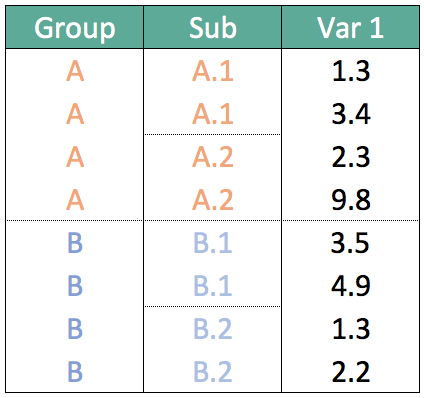 Group Sub Var 1
A A.1 1.3
A A.1 3.4
A A.2 2.3
A A.2 9.8
B B.1 3.5
B B.1 4.9
B B.2 1.3
B B.2 2.2